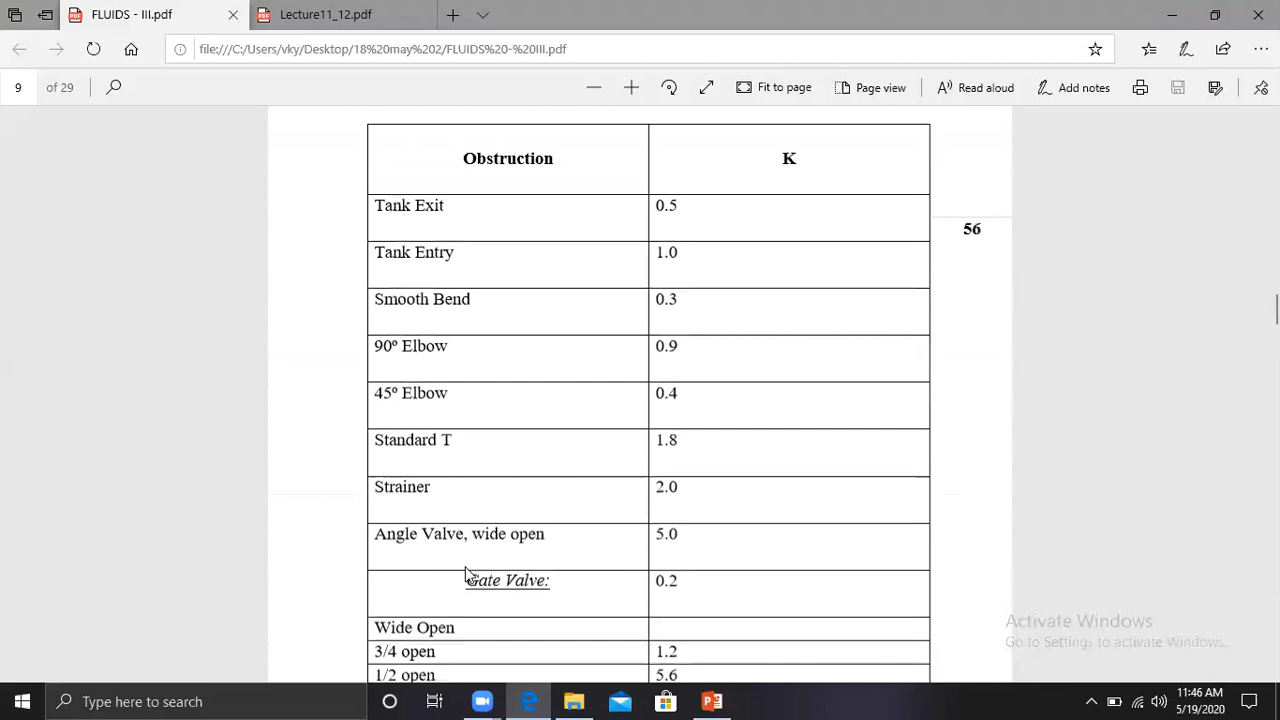 FLUIDS - III.pdf
Lecture11_12.pdf
file:///C:/Users/vky/Desktop/18%20may%202/FLUIDS%20-%20III.pdf
9 of 29
Fit to page
Page view
Read aloud
Add notes
Obstruction K
Tank Exit 0.5
56
Tank Entry 1.0
Smooth Bend 0.3
90º Elbow 0.9
45º Elbow 0.4
Standard T 1.8
Strainer 2.0
Angle Valve, wide open 5.0
Gate Valve: 0.2
Wide Open
3/4 open 1.2
1/2 open 5.6
Activate Windows
Go to Settings to activate Windows.
Type here to search
11:46 AM
5/19/2020